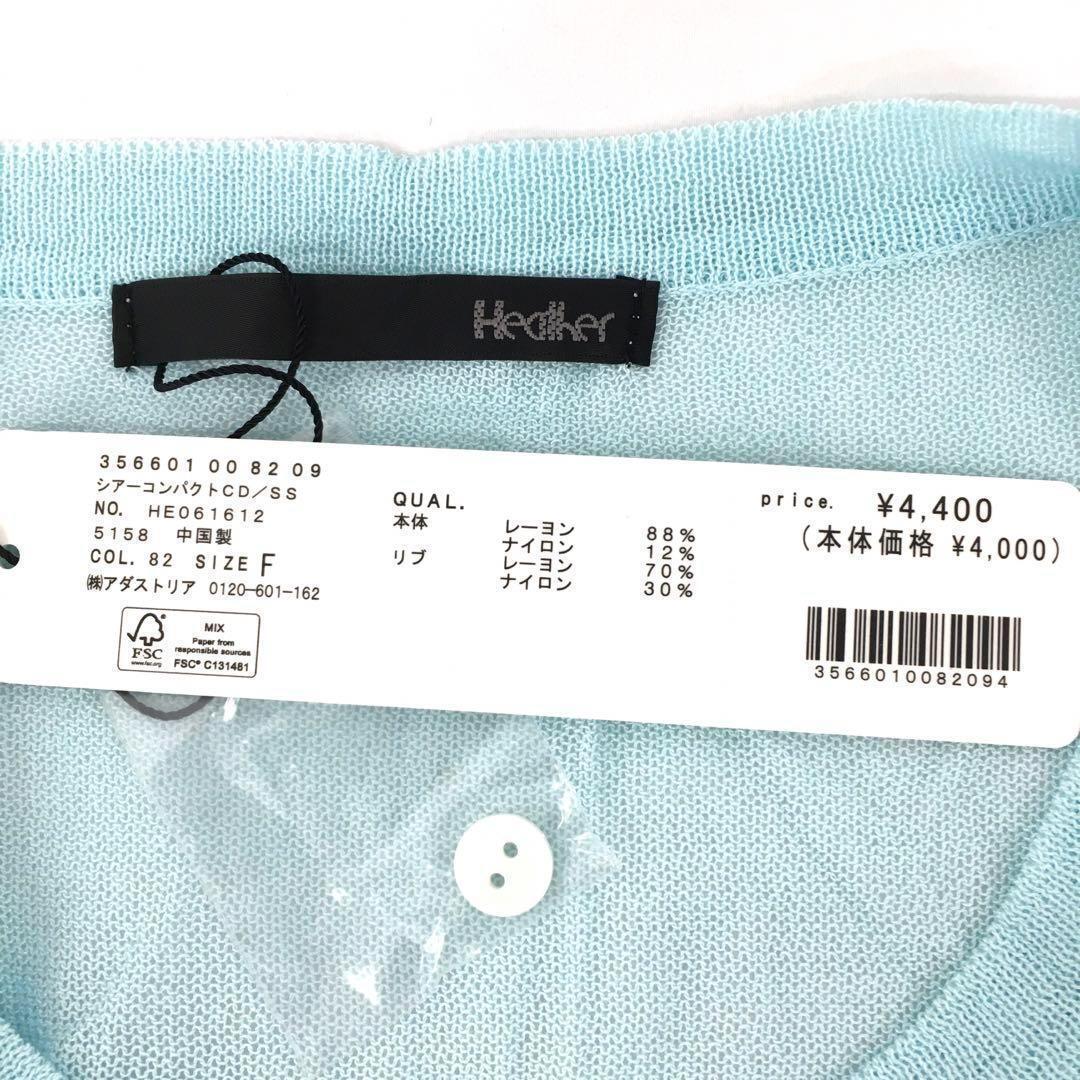 Heather
356601 00 82 09
シアーコンパクトCD/SS
NO. HE061612
5158 中国製
COL. 82 SIZE F
㈱アダストリア 0120-601-162
FSC
www.fsc.org
MIX
Paper from
responsible sources
FSC® C131481
QUAL.
本体 レーヨン 88%
ナイロン 12%
リブ レーヨン 70%
ナイロン 30%
price. ¥4,400
(本体価格 ¥4,000)
3566010082094